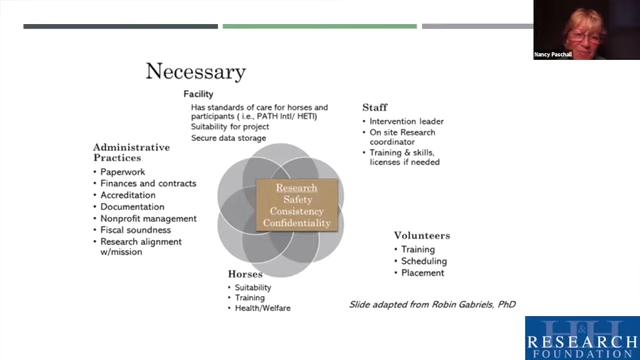 Nancy Paschall
Necessary
Facility
Has standards of care for horses and
participants ( i.e., PATH Intl/ HETI)
Suitability for project
Secure data storage
Staff
• Intervention leader
• On site Research
coordinator
• Training & skills,
licenses if needed
Administrative
Practices
• Paperwork
• Finances and contracts
• Accreditation
• Documentation
• Nonprofit management
• Fiscal soundness
• Research alignment
w/mission
Research
Safety
Consistency
Confidentiality
Volunteers
• Training
• Scheduling
• Placement
Horses
• Suitability
• Training
• Health/Welfare
Slide adapted from Robin Gabriels, PhD
H&H
RESEARCH
FOUNDATION